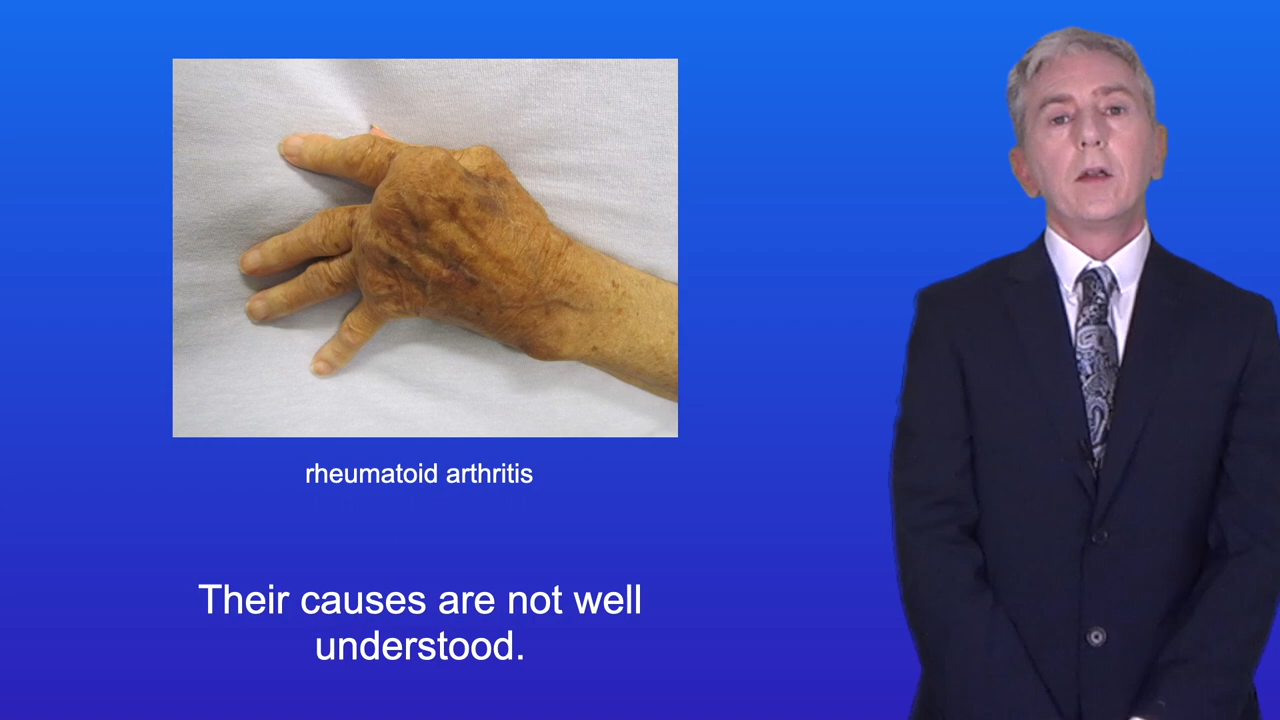 rheumatoid arthritis
Their causes are not well
understood.